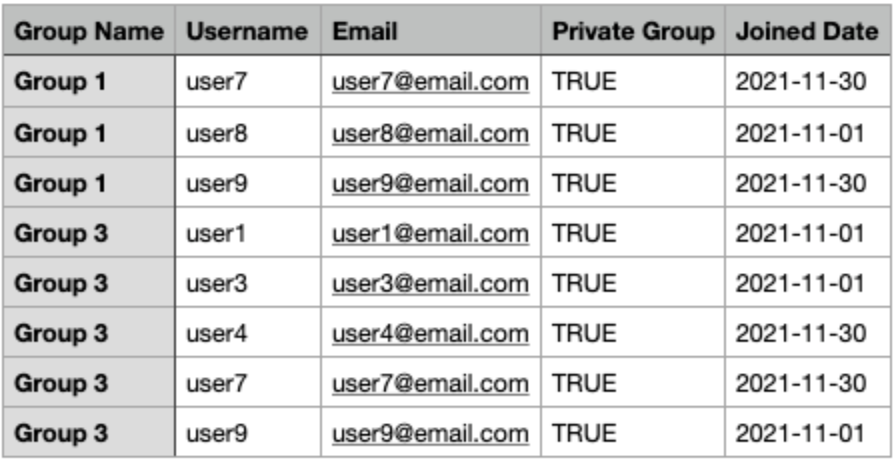 Group Name Username Email Private Group Joined Date
Group 1 user7 user7@email.com TRUE 2021-11-30
Group 1 user8 user8@email.com TRUE 2021-11-01
Group 1 user9 user9@email.com TRUE 2021-11-30
Group 3 user1 user1@email.com TRUE 2021-11-01
Group 3 user3 user3@email.com TRUE 2021-11-01
Group 3 user4 user4@email.com TRUE 2021-11-30
Group 3 user7 user7@email.com TRUE 2021-11-30
Group 3 user9 user9@email.com TRUE 2021-11-01